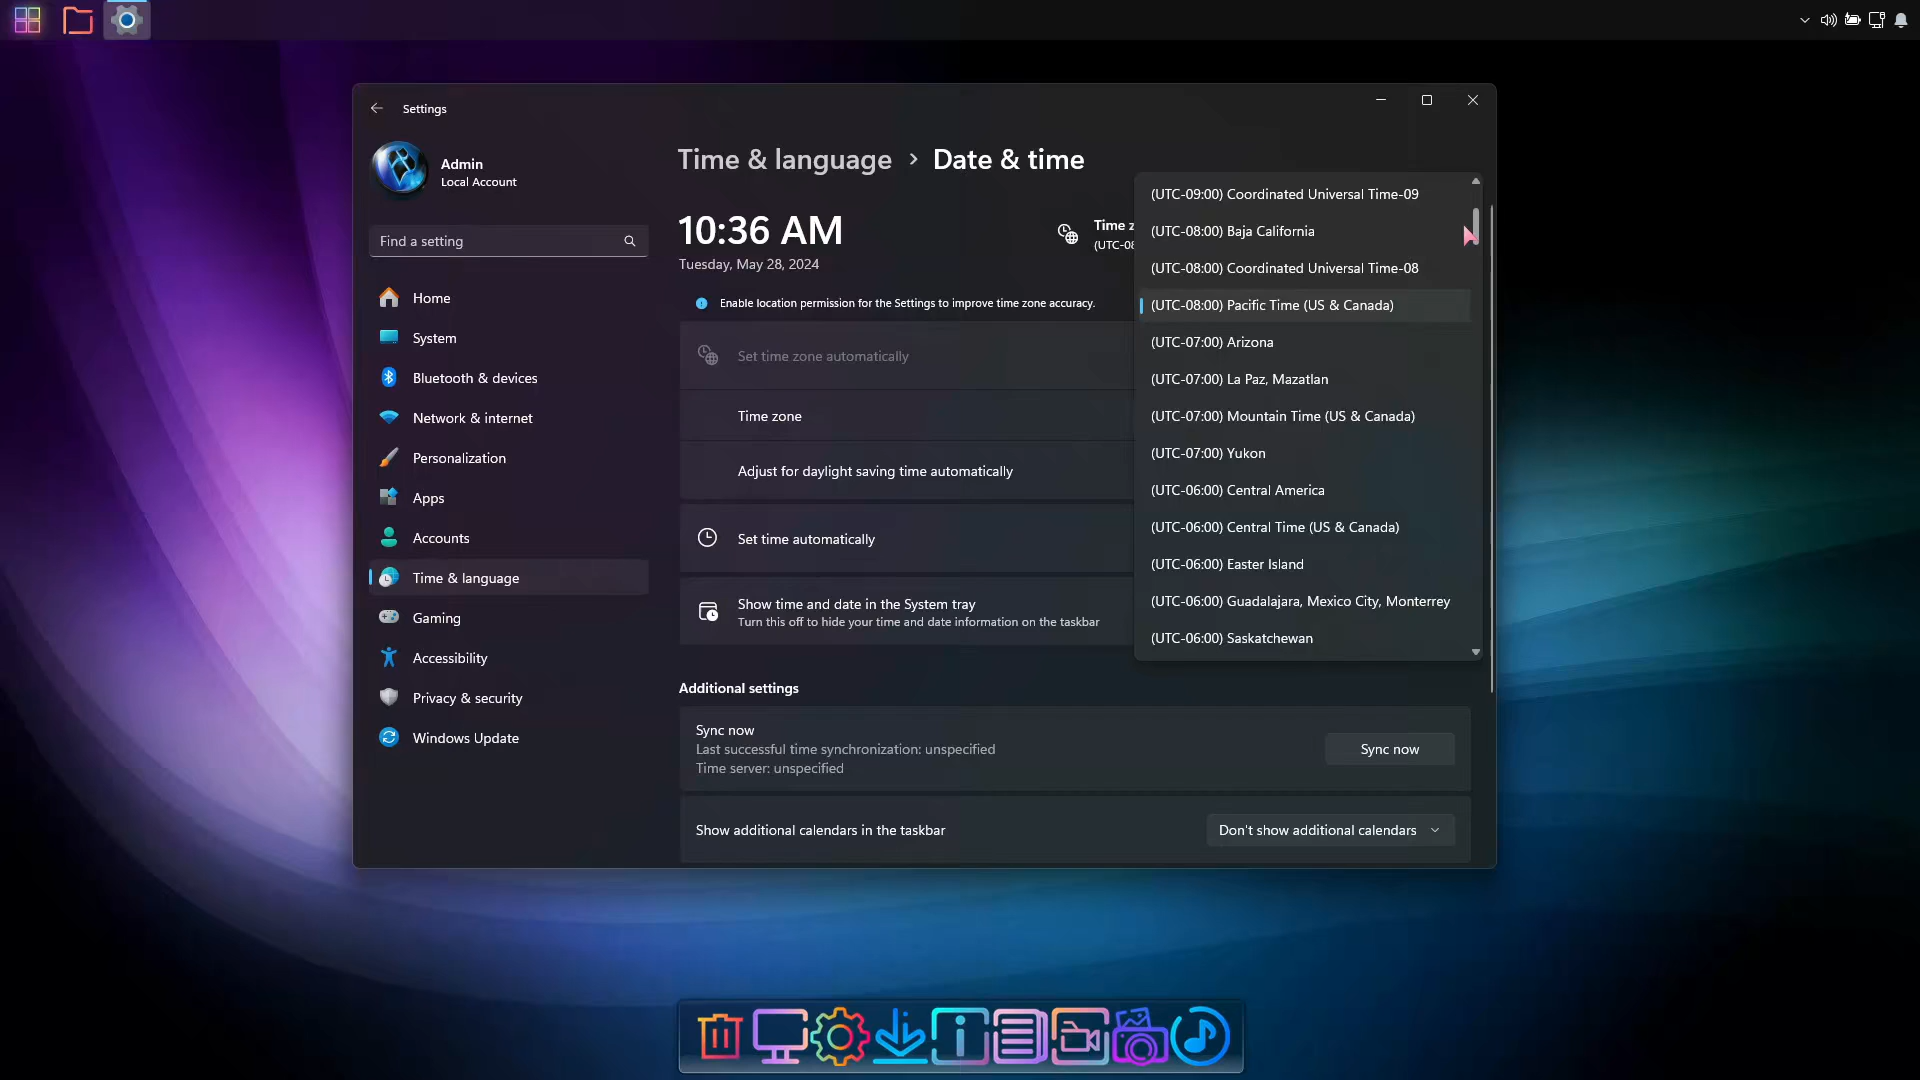 Settings
Admin
Local Account
Find a setting
Home
System
Bluetooth & devices
Network & internet
Personalization
Apps
Accounts
Time & language
Gaming
Accessibility
Privacy & security
Windows Update
Time & language > Date & time
10:36 AM
Tuesday, May 28, 2024
Time z
(UTC-08
Enable location permission for the Settings to improve time zone accuracy.
Set time zone automatically
Time zone
Adjust for daylight saving time automatically
Set time automatically
Show time and date in the System tray
Turn this off to hide your time and date information on the taskbar
(UTC-09:00) Coordinated Universal Time-09
(UTC-08:00) Baja California
(UTC-08:00) Coordinated Universal Time-08
(UTC-08:00) Pacific Time (US & Canada)
(UTC-07:00) Arizona
(UTC-07:00) La Paz, Mazatlan
(UTC-07:00) Mountain Time (US & Canada)
(UTC-07:00) Yukon
(UTC-06:00) Central America
(UTC-06:00) Central Time (US & Canada)
(UTC-06:00) Easter Island
(UTC-06:00) Guadalajara, Mexico City, Monterrey
(UTC-06:00) Saskatchewan
Additional settings
Sync now
Last successful time synchronization: unspecified
Time server: unspecified
Sync now
Show additional calendars in the taskbar
Don't show additional calendars